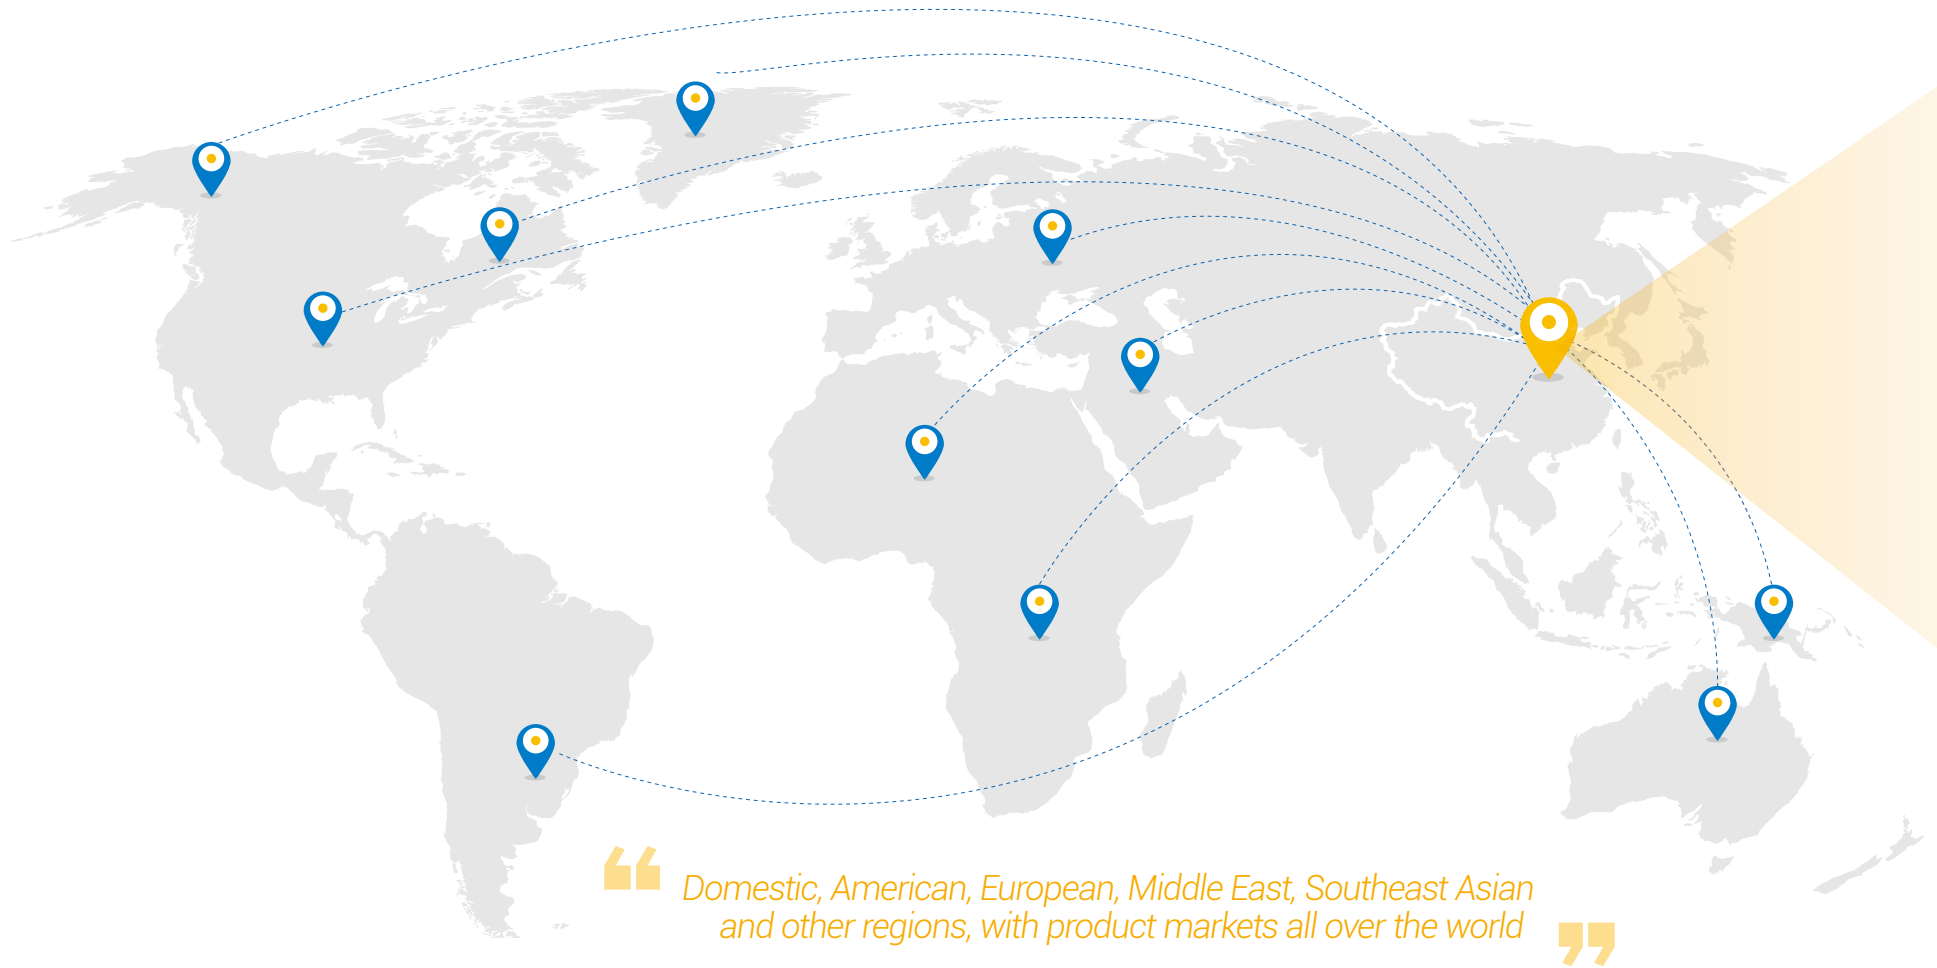 “ Domestic, American, European, Middle East, Southeast Asian
and other regions, with product markets all over the world ”